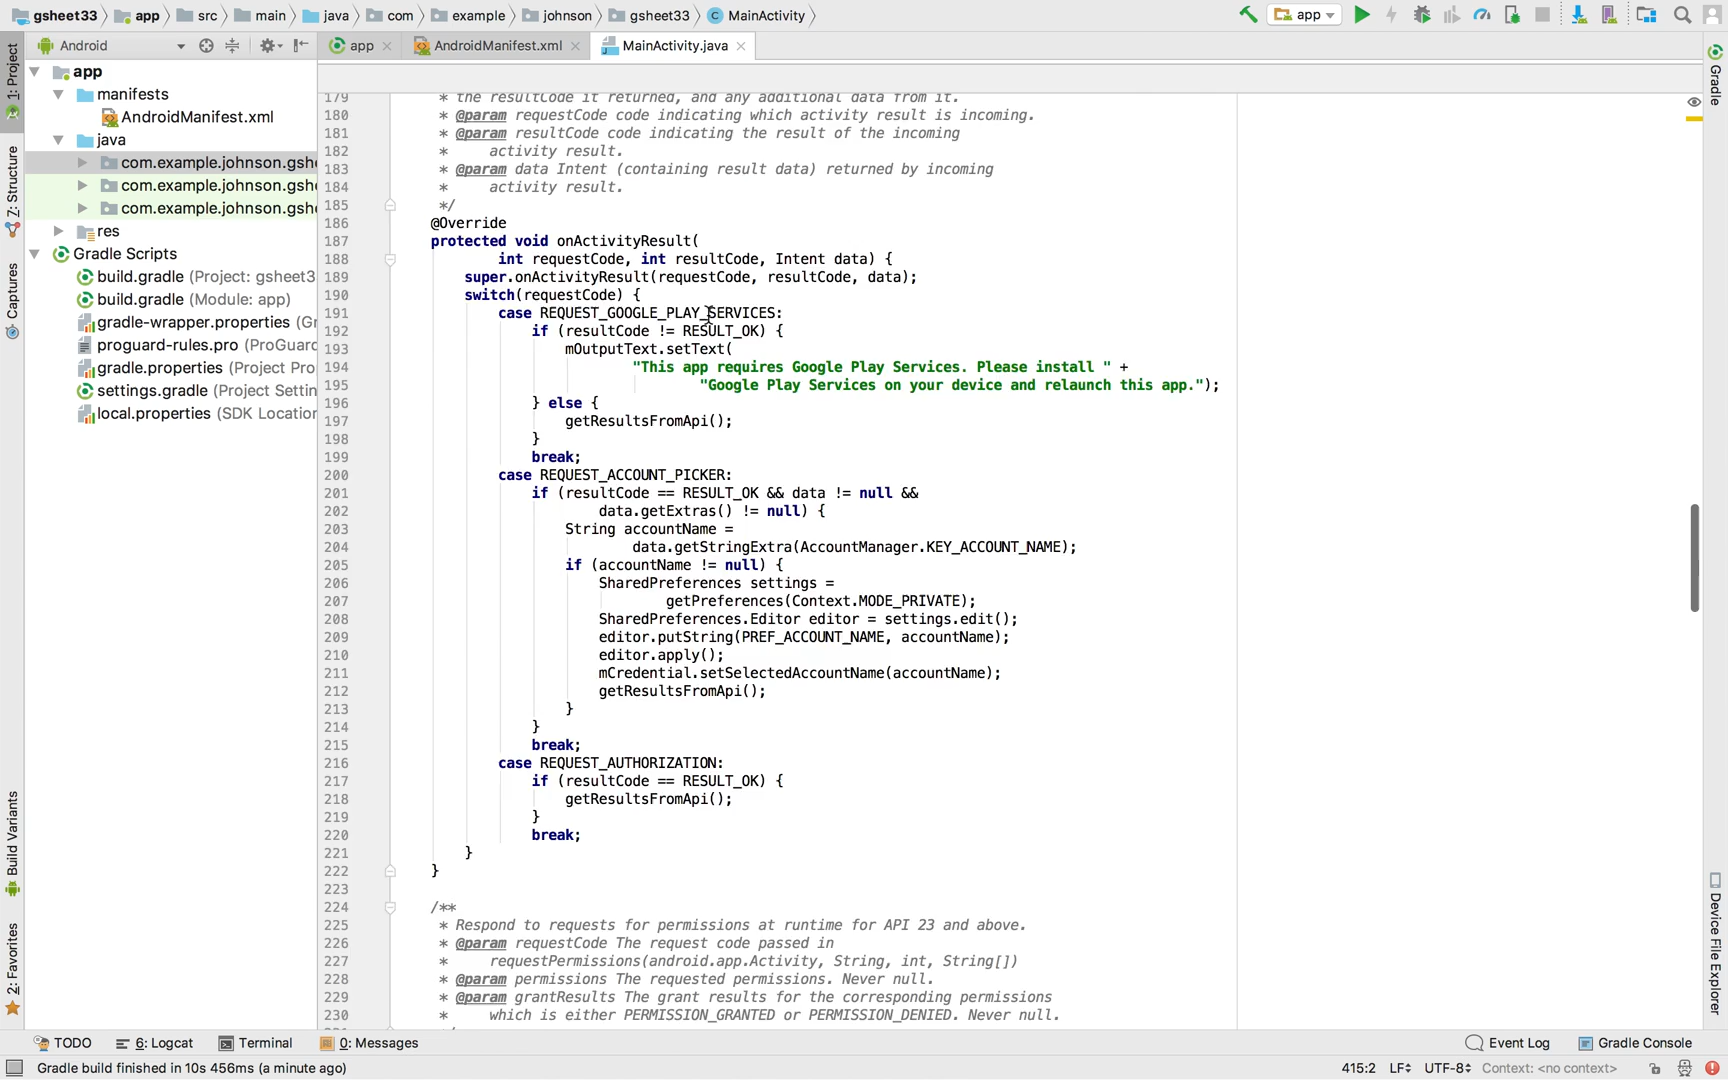 gsheet33 app src main java com example johnson gsheet33 MainActivity
app
1: Project
Android
app
AndroidManifest.xml
MainActivity.java
Gradle
app
manifests
AndroidManifest.xml
java
com.example.johnson.gshe
com.example.johnson.gshe
com.example.johnson.gshe
res
Gradle Scripts
build.gradle (Project: gsheet3
build.gradle (Module: app)
gradle-wrapper.properties (Gr
proguard-rules.pro (ProGuard
gradle.properties (Project Pro
settings.gradle (Project Settin
local.properties (SDK Location
Z: Structure
Captures
Build Variants
2: Favorites
179 * the resultCode it returned, and any additional data from it.
180 * @param requestCode code indicating which activity result is incoming.
181 * @param resultCode code indicating the result of the incoming
182 * activity result.
183 * @param data Intent (containing result data) returned by incoming
184 * activity result.
185 */
186 @Override
187 protected void onActivityResult(
188 int requestCode, int resultCode, Intent data) {
189 super.onActivityResult(requestCode, resultCode, data);
190 switch(requestCode) {
191 case REQUEST_GOOGLE_PLAY_SERVICES:
192 if (resultCode != RESULT_OK) {
193 mOutputText.setText(
194 "This app requires Google Play Services. Please install " +
195 "Google Play Services on your device and relaunch this app.");
196 } else {
197 getResultsFromApi();
198 }
199 break;
200 case REQUEST_ACCOUNT_PICKER:
201 if (resultCode == RESULT_OK && data != null &&
202 data.getExtras() != null) {
203 String accountName =
204 data.getStringExtra(AccountManager.KEY_ACCOUNT_NAME);
205 if (accountName != null) {
206 SharedPreferences settings =
207 getPreferences(Context.MODE_PRIVATE);
208 SharedPreferences.Editor editor = settings.edit();
209 editor.putString(PREF_ACCOUNT_NAME, accountName);
210 editor.apply();
211 mCredential.setSelectedAccountName(accountName);
212 getResultsFromApi();
213 }
214 }
215 break;
216 case REQUEST_AUTHORIZATION:
217 if (resultCode == RESULT_OK) {
218 getResultsFromApi();
219 }
220 break;
221 }
222 }
223
224 /**
225 * Respond to requests for permissions at runtime for API 23 and above.
226 * @param requestCode The request code passed in
227 * requestPermissions(android.app.Activity, String, int, String[])
228 * @param permissions The requested permissions. Never null.
229 * @param grantResults The grant results for the corresponding permissions
230 * which is either PERMISSION_GRANTED or PERMISSION_DENIED. Never null.
Device File Explorer
TODO
6: Logcat
Terminal
0: Messages
Event Log
Gradle Console
Gradle build finished in 10s 456ms (a minute ago)
415:2 LF UTF-8 Context: <no context>